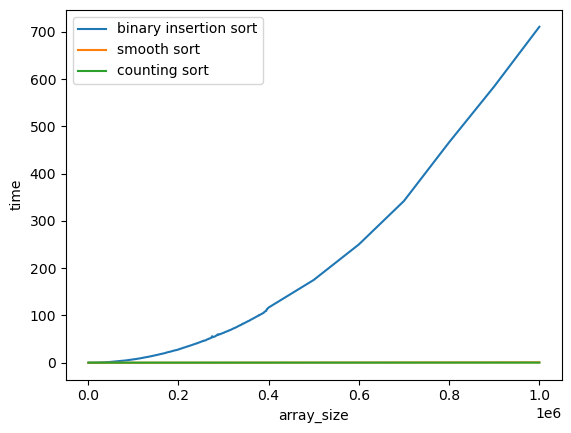 binary insertion sort
smooth sort
counting sort
700
600
500
400
300
200
100
0
time
0.0 0.2 0.4 0.6 0.8 1.0
1e6
array_size